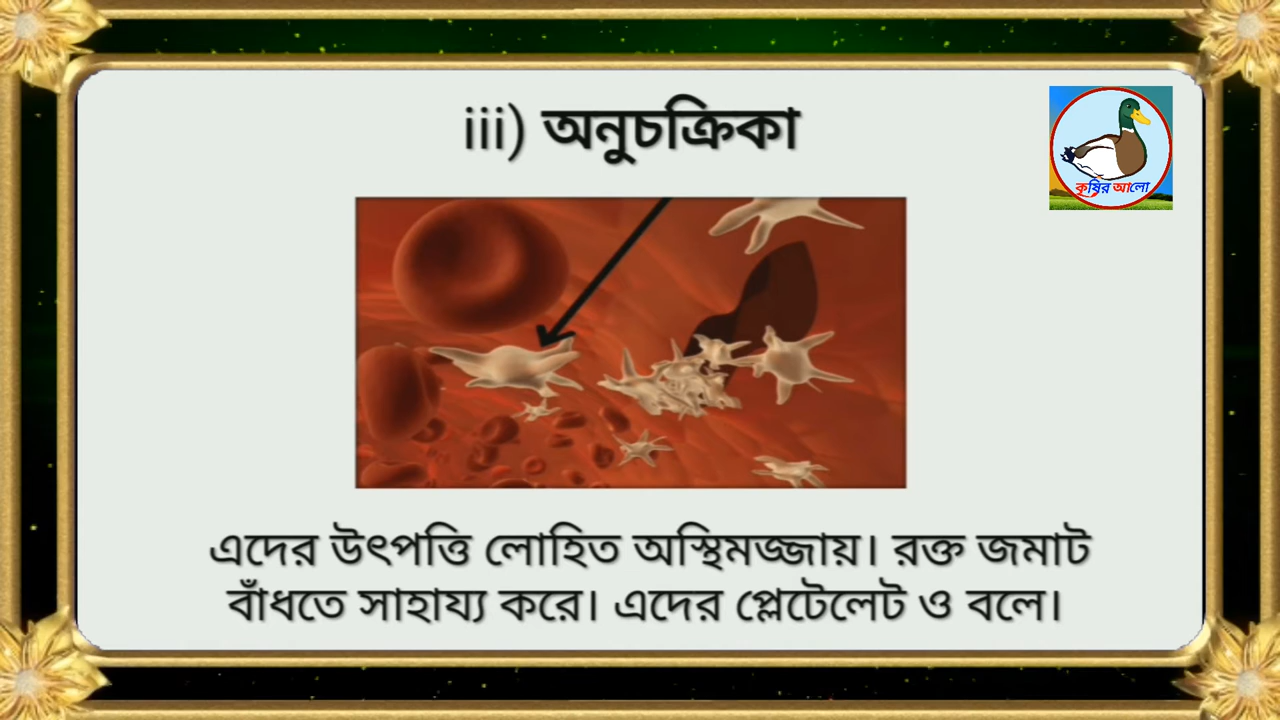 iii) অনুচক্রিকা
কৃষির আলো
এদের উৎপত্তি লোহিত অস্থিমজ্জায়। রক্ত জমাট
বাঁধতে সাহায্য করে। এদের প্লেটেলেট ও বলে।